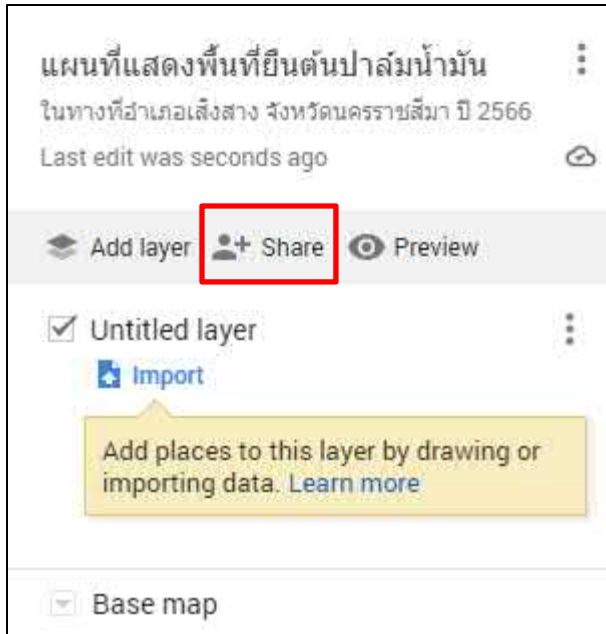 แผนที่แสดงพื้นที่ยืนต้นปาล์มน้ำมัน
ในทางที่อำเภอเสิงสาง จังหวัดนครราชสีมา ปี 2566
Last edit was seconds ago
Add layer Share Preview
Untitled layer
Import
Add places to this layer by drawing or
importing data. Learn more
Base map